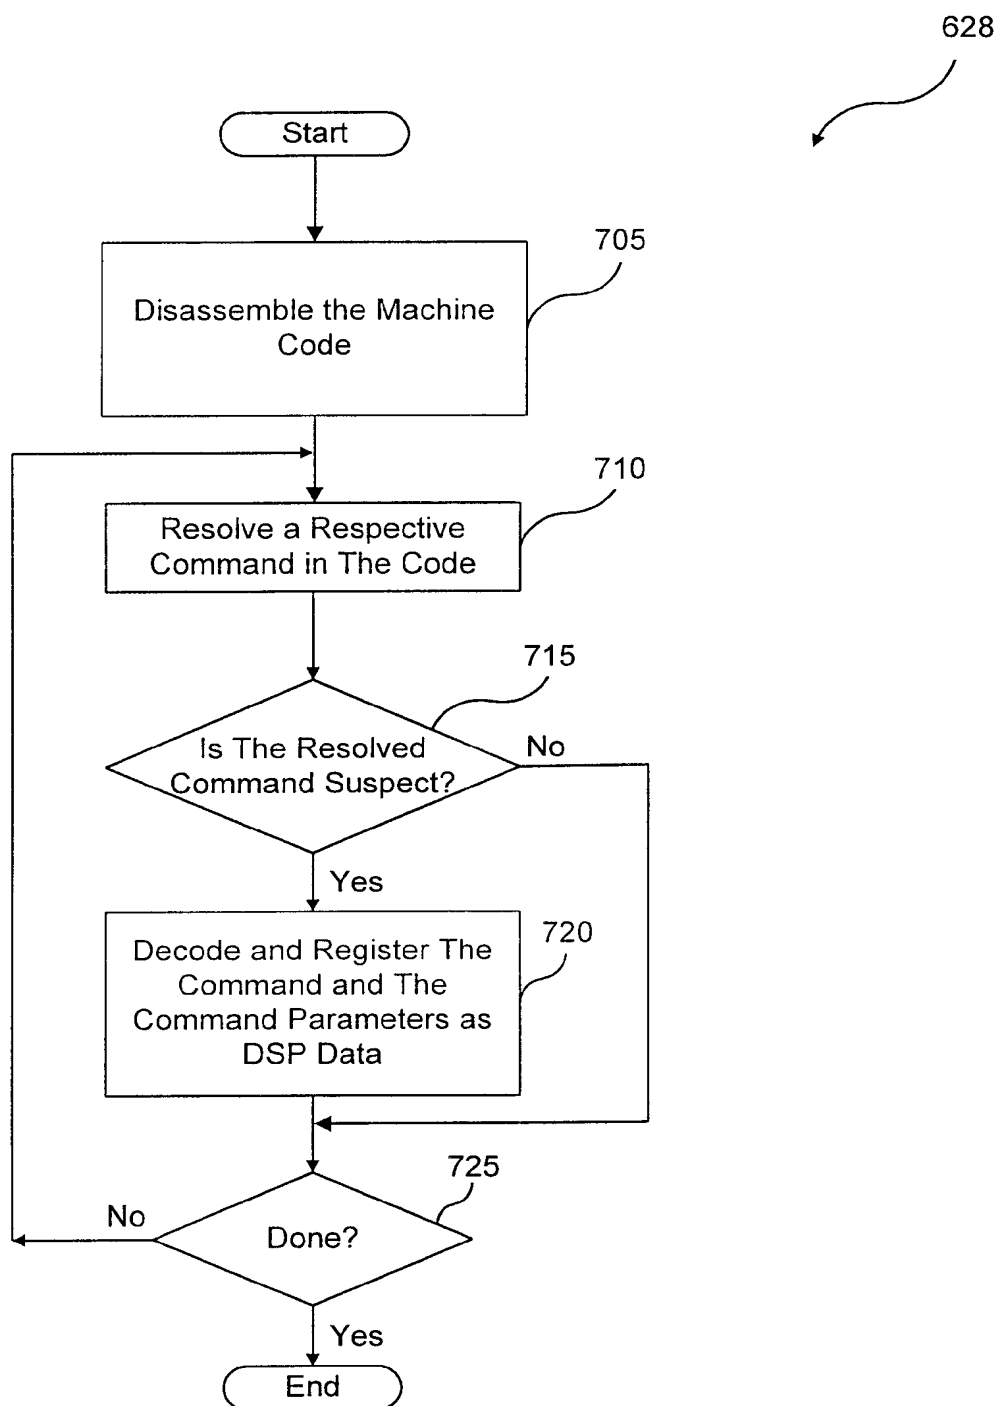 628
Start
705
Disassemble the Machine
Code
710
Resolve a Respective
Command in The Code
715
Is The Resolved
Command Suspect?
No
Yes
720
Decode and Register The
Command and The
Command Parameters as
DSP Data
725
No
Done?
Yes
End